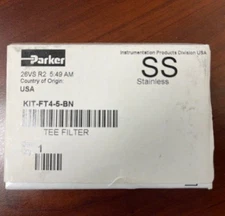 Parker
Instrumentation Products Division USA
26VS R2 5:49 AM
Country of Origin:
USA
SS
Stainless
KIT-FT4-5-BN
TEE FILTER
1